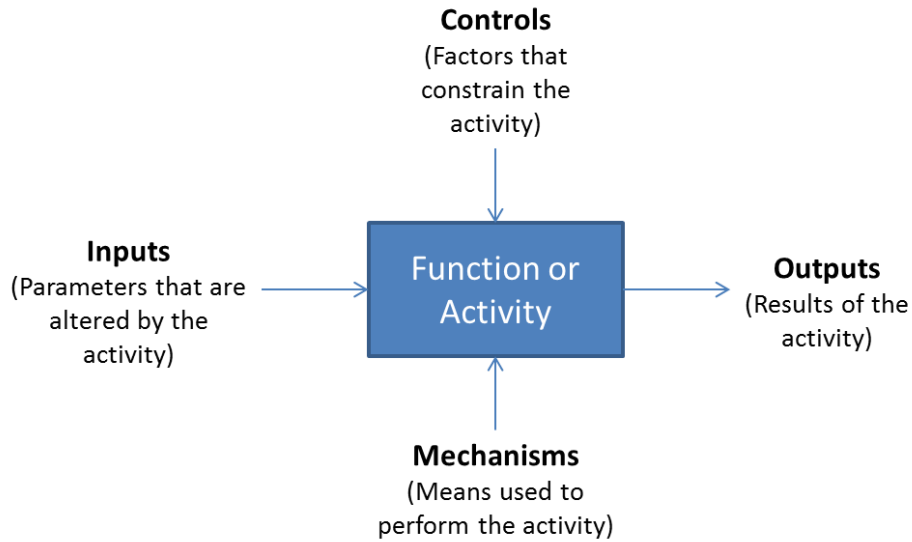 Controls
(Factors that
constrain the
activity)
Inputs
(Parameters that are
altered by the
activity)
Function or
Activity
Outputs
(Results of the
activity)
Mechanisms
(Means used to
perform the activity)